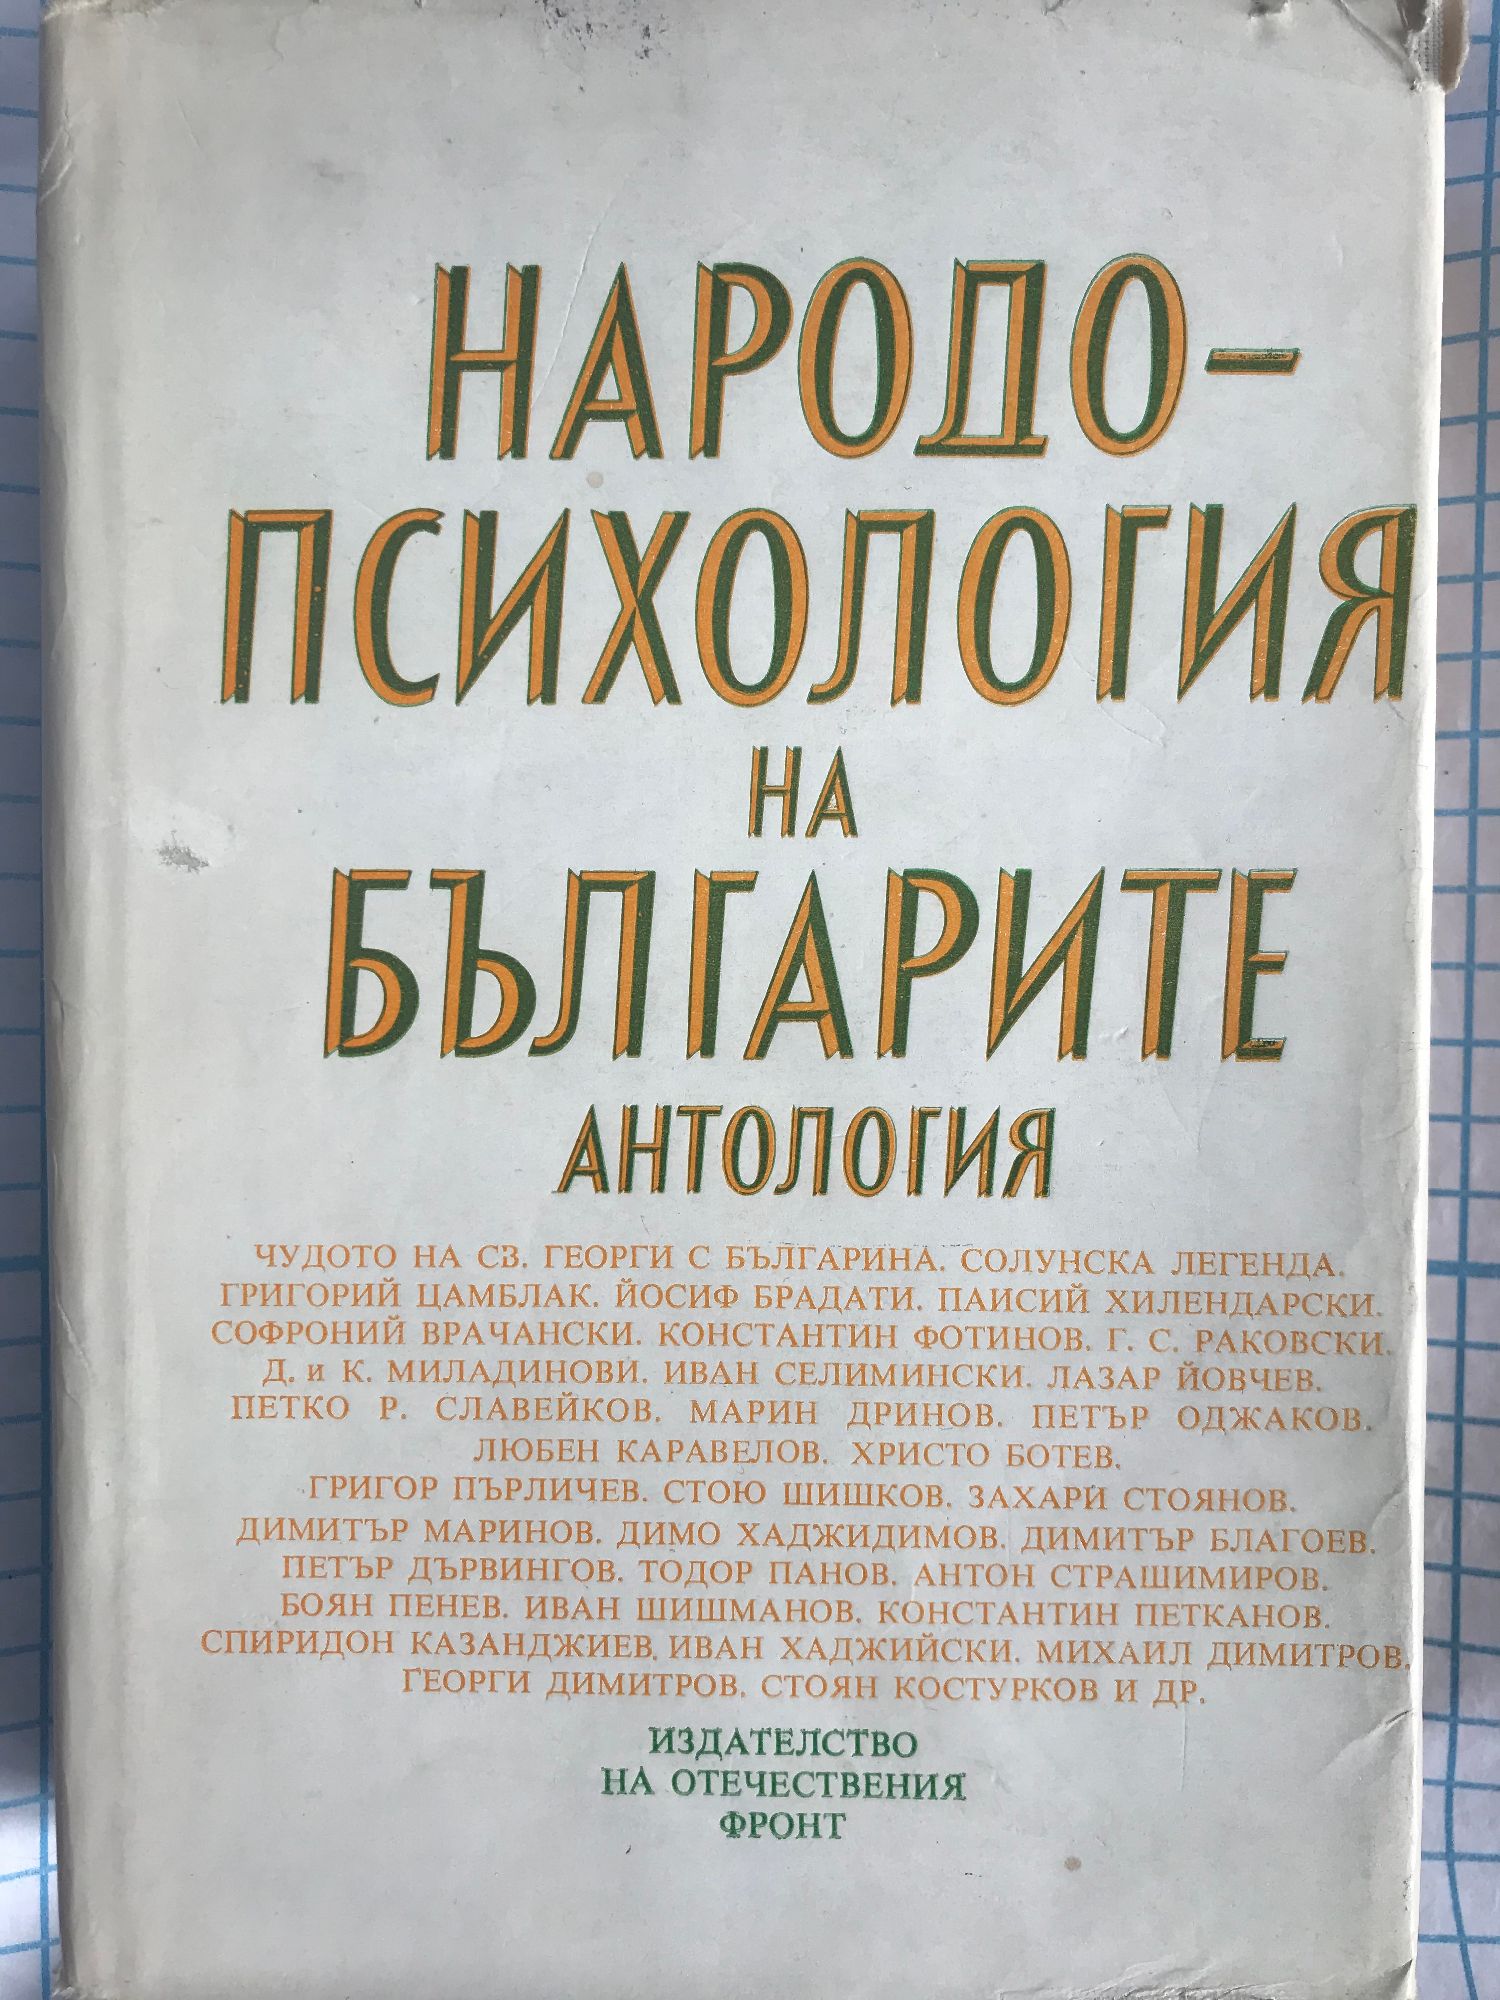 НАРОДО-
ПСИХОЛОГИЯ
НА
БЪЛГАРИТЕ
АНТОЛОГИЯ
ЧУДОТО НА СВ. ГЕОРГИ С БЪЛГАРИНА. СОЛУНСКА ЛЕГЕНДА.
ГРИГОРИЙ ЦАМБЛАК. ЙОСИФ БРАДАТИ. ПАИСИЙ ХИЛЕНДАРСКИ.
СОФРОНИЙ ВРАЧАНСКИ. КОНСТАНТИН ФОТИНОВ. Г. С. РАКОВСКИ.
Д. и К. МИЛАДИНОВИ. ИВАН СЕЛИМИНСКИ. ЛАЗАР ЙОВЧЕВ.
ПЕТКО Р. СЛАВЕЙКОВ. МАРИН ДРИНОВ. ПЕТЪР ОДЖАКОВ.
ЛЮБЕН КАРАВЕЛОВ. ХРИСТО БОТЕВ.
ГРИГОР ПЪРЛИЧЕВ. СТОЮ ШИШКОВ. ЗАХАРИ СТОЯНОВ.
ДИМИТЪР МАРИНОВ. ДИМО ХАДЖИДИМОВ. ДИМИТЪР БЛАГОЕВ.
ПЕТЪР ДЪРВИНГОВ. ТОДОР ПАНОВ. АНТОН СТРАШИМИРОВ.
БОЯН ПЕНЕВ. ИВАН ШИШМАНОВ. КОНСТАНТИН ПЕТКАНОВ.
СПИРИДОН КАЗАНДЖИЕВ. ИВАН ХАДЖИЙСКИ. МИХАИЛ ДИМИТРОВ.
ГЕОРГИ ДИМИТРОВ. СТОЯН КОСТУРКОВ И ДР.
ИЗДАТЕЛСТВО
НА ОТЕЧЕСТВЕНИЯ
ФРОНТ